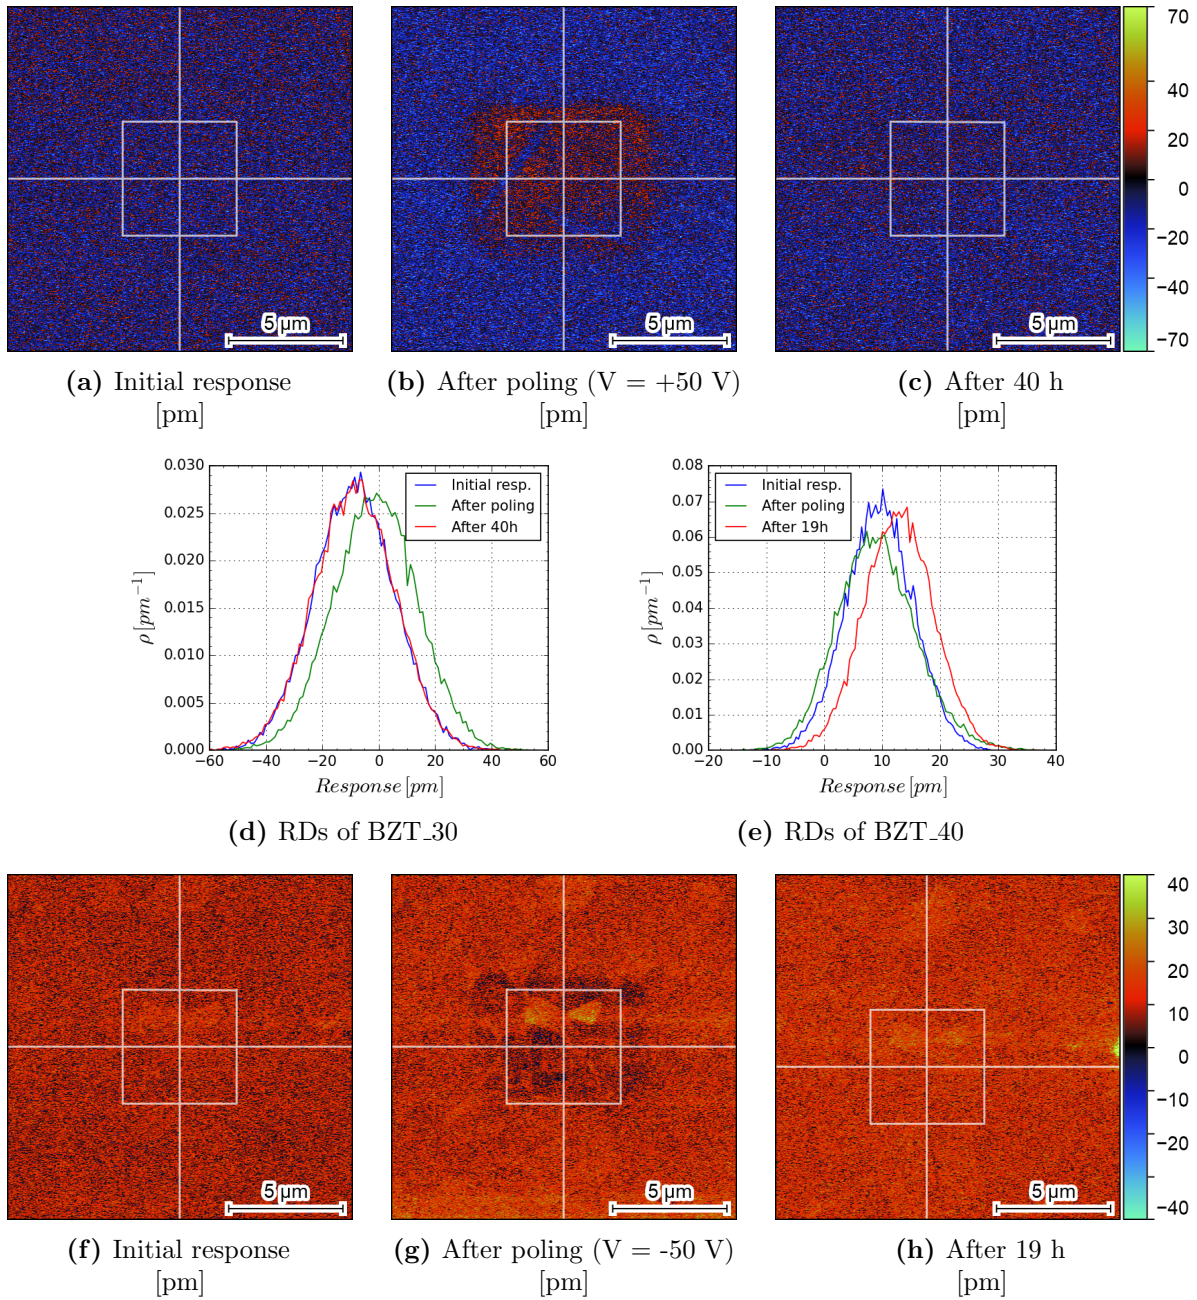 70
40
20
0
−20
−40
−70
5 µm
5 µm
5 µm
(a) Initial response
[pm]
(b) After poling (V = +50 V)
[pm]
(c) After 40 h
[pm]
0.030
0.025
0.020
0.015
0.010
0.005
0.000
ρ [pm⁻¹]
Initial resp.
After poling
After 40h
−60 −40 −20 0 20 40 60
Response [pm]
0.08
0.07
0.06
0.05
0.04
0.03
0.02
0.01
0.00
ρ [pm⁻¹]
Initial resp.
After poling
After 19h
−20 −10 0 10 20 30 40
Response [pm]
(d) RDs of BZT_30
(e) RDs of BZT_40
40
30
20
10
0
−10
−20
−40
5 µm
5 µm
5 µm
(f) Initial response
[pm]
(g) After poling (V = -50 V)
[pm]
(h) After 19 h
[pm]